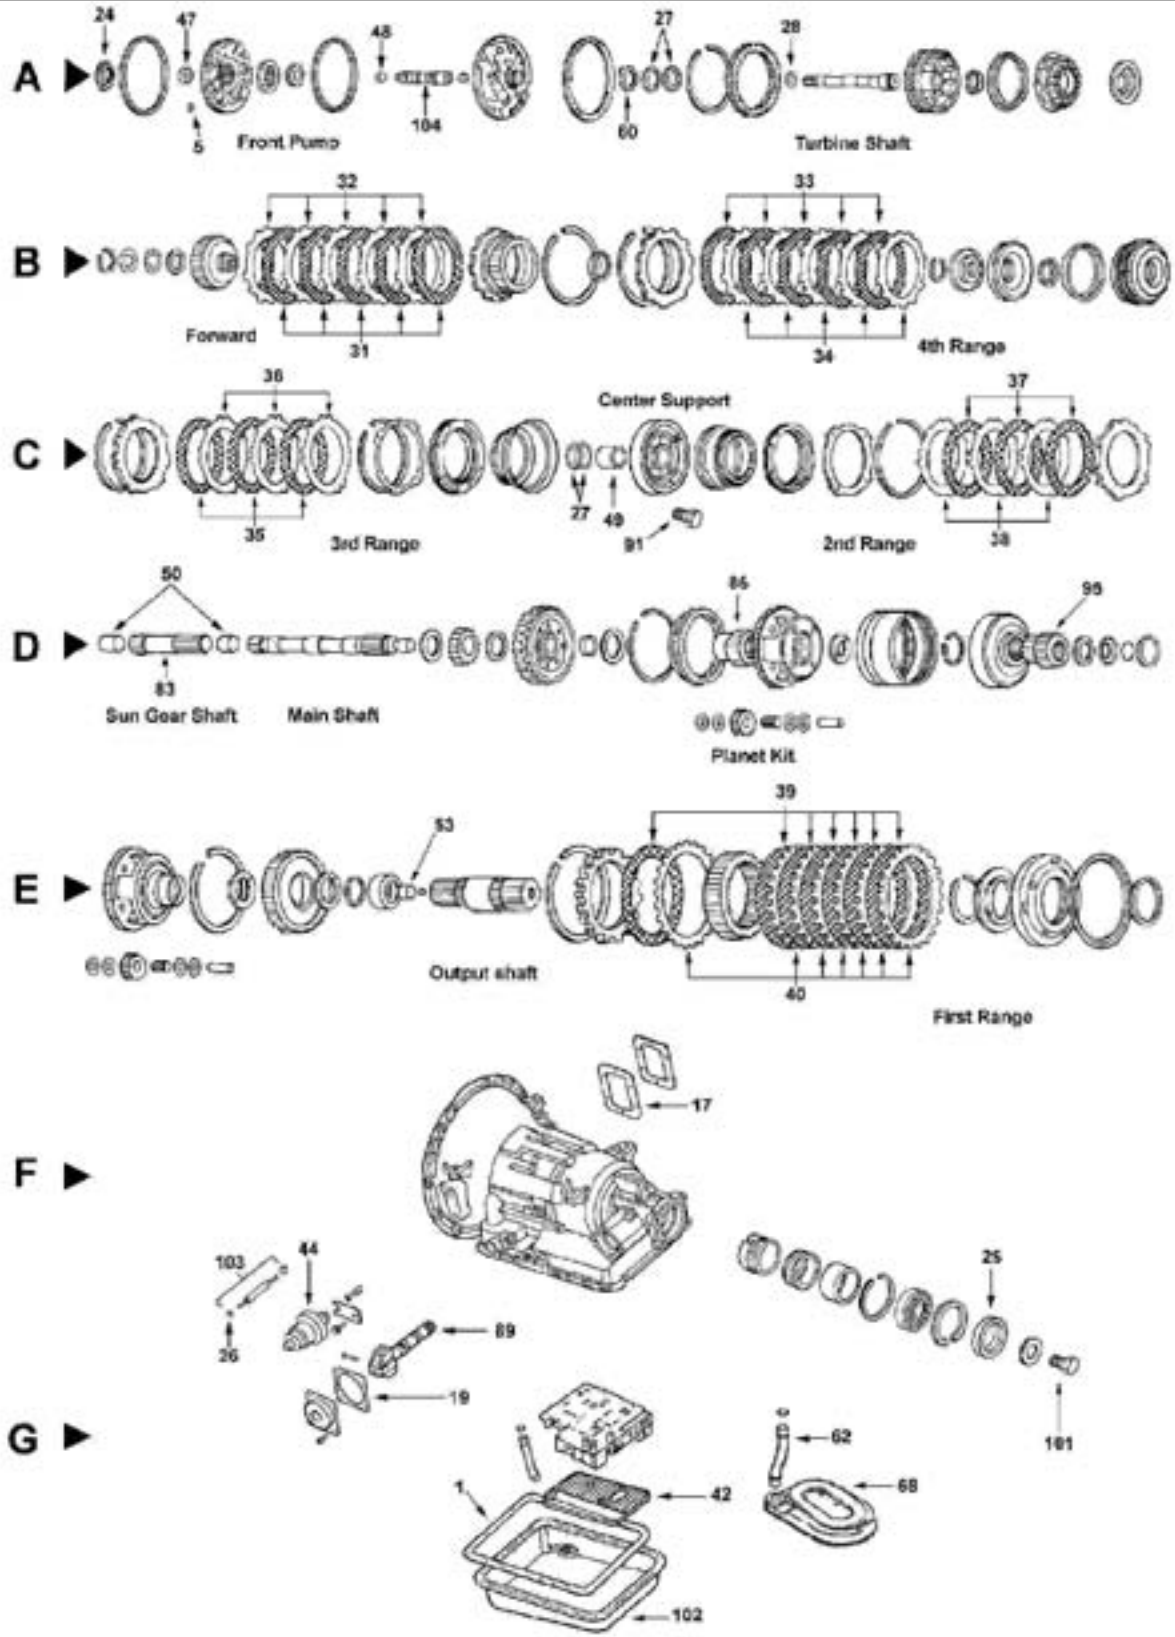 24 47 48 27 28
A
5 104 60
Front Pump Turbine Shaft
32 33
B
Forward 31 34 4th Range
36 Center Support 37
C
35 27 49 38
3rd Range 91 2nd Range
50 86 95
D
83
Sun Gear Shaft Main Shaft
Planet Kit
39
53
E
Output shaft 40
First Range
17
F
103 44 25
26 89
19
G 62 101
1 42 68
102